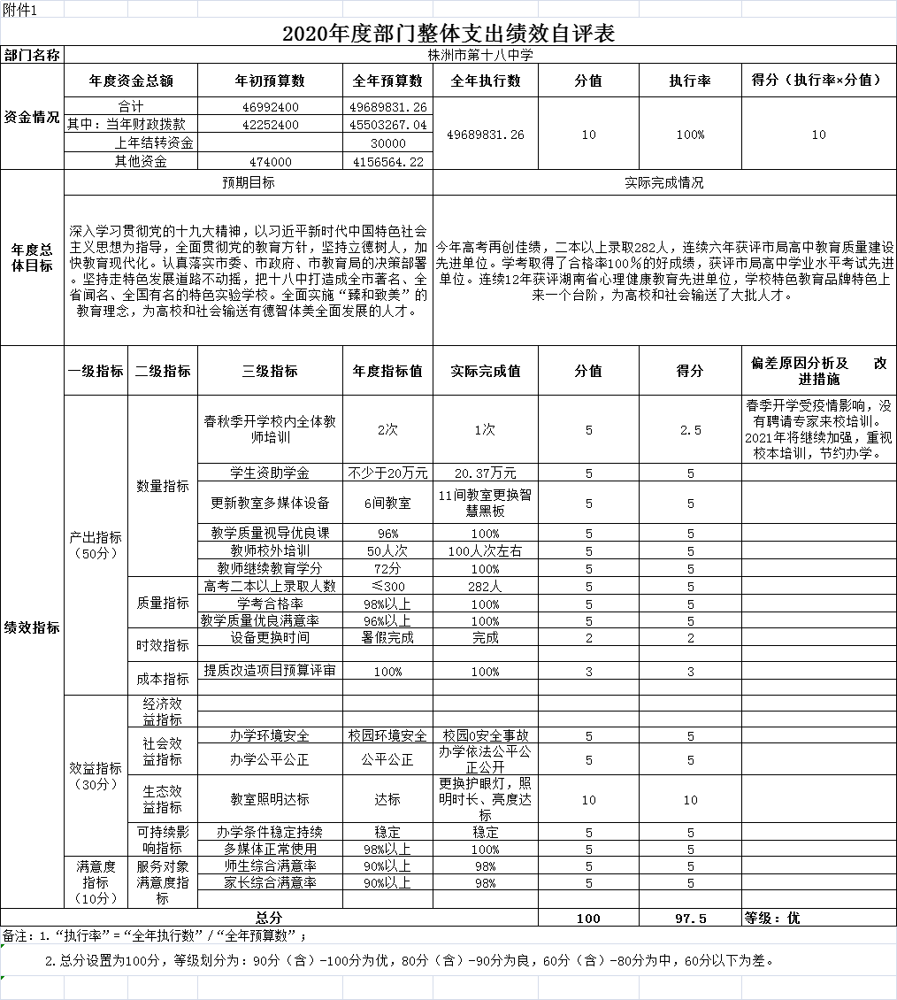 附件1
2020年度部门整体支出绩效自评表
部门名称 株洲市第十八中学
资金情况 年度资金总额 年初预算数 全年预算数 全年执行数 分值 执行率 得分（执行率×分值）
合计 46992400 49689831.26 49689831.26 10 100% 10
其中：当年财政拨款 42252400 45503267.04
上年结转资金 30000
其他资金 474000 4156564.22
年度总体目标 预期目标 实际完成情况
深入学习贯彻党的十九大精神，以习近平新时代中国特色社会
主义思想为指导，全面贯彻党的教育方针，坚持立德树人，加
快教育现代化。认真落实市委、市政府、市教育局的决策部署
。坚持走特色发展道路不动摇，把十八中打造成全市著名、全
省闻名、全国有名的特色实验学校。全面实施“臻和致美”的
教育理念，为高校和社会输送有德智体美全面发展的人才。
今年高考再创佳绩，二本以上录取282人，连续六年获评市局高中教育质量建设
先进单位。学考取得了合格率100%的好成绩，获评市局高中学业水平考试先进
单位。连续12年获评湖南省心理健康教育先进单位，学校特色教育品牌特色上
来一个台阶，为高校和社会输送了大批人才。
绩效指标 一级指标 二级指标 三级指标 年度指标值 实际完成值 分值 得分 偏差原因分析及 改
进措施
产出指标
（50分）
数量指标
春秋季开学校内全体教
师培训 2次 1次 5 2.5
春季开学受疫情影响，没
有聘请专家来校培训。
2021年将继续加强，重视
校本培训，节约办学。
学生资助学金 不少于20万元 20.37万元 5 5
更新教室多媒体设备 6间教室 11间教室更换智
慧黑板 5 5
教学质量视导优良课 96% 100% 5 5
教师校外培训 50人次 100人次左右 5 5
教师继续教育学分 72分 100% 5 5
质量指标
高考二本以上录取人数 ≤300 282人 5 5
学考合格率 98%以上 100% 5 5
教学质量优良满意率 96%以上 100% 5 5
时效指标 设备更换时间 暑假完成 完成 2 2
成本指标 提质改造项目预算评审 100% 100% 3 3
效益指标
（30分）
经济效
益指标
社会效
益指标
办学环境安全 校园环境安全 校园0安全事故 5 5
办学公平公正 公平公正 办学依法公平公
正公开 5 5
生态效
益指标
教室照明达标 达标 更换护眼灯，照
明时长、亮度达
标 10 10
可持续影
响指标
办学条件稳定持续 稳定 稳定 5 5
多媒体正常使用 98%以上 100% 5 5
满意度
指标
（10分）
服务对象
满意度指
标
师生综合满意率 90%以上 98% 5 5
家长综合满意率 90%以上 98% 5 5
总分 100 97.5 等级：优
备注：1.“执行率”=“全年执行数”/“全年预算数”；
2.总分设置为100分，等级划分为：90分（含）-100分为优，80分（含）-90分为良，60分（含）-80分为中，60分以下为差。